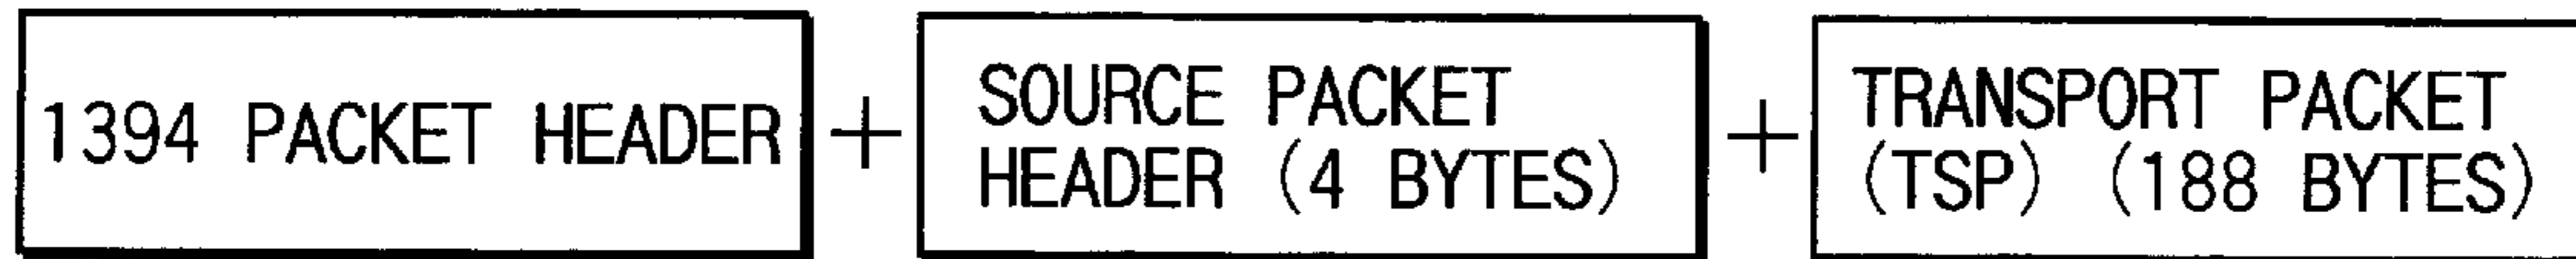 1394 PACKET HEADER + SOURCE PACKET HEADER (4 BYTES) + TRANSPORT PACKET (TSP) (188 BYTES)